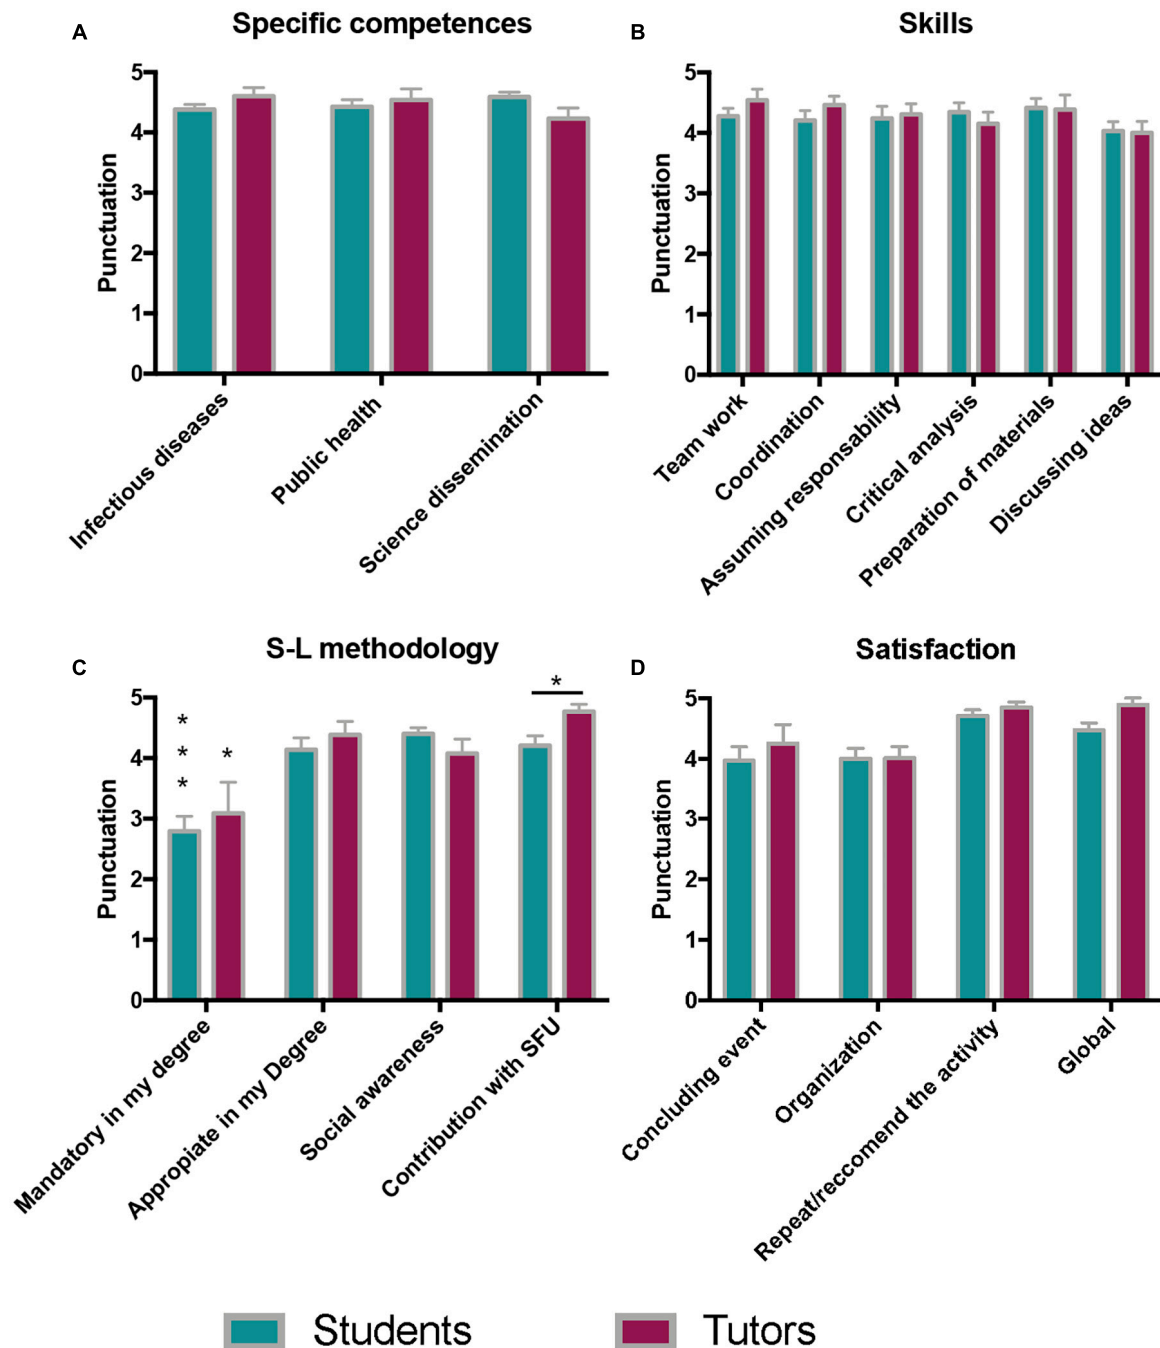 A
Specific competences
Punctuation
5
4
3
2
1
0
Infectious diseases
Public health
Science dissemination
B
Skills
Punctuation
5
4
3
2
1
0
Team work
Coordination
Assuming responsability
Critical analysis
Preparation of materials
Discussing ideas
C
S-L methodology
Punctuation
5
4
3
2
1
0
*
*
*
*
*
Mandatory in my degree
Appropiate in my Degree
Social awareness
Contribution with SFU
D
Satisfaction
Punctuation
5
4
3
2
1
0
Concluding event
Organization
Repeat/reccomend the activity
Global
Students
Tutors